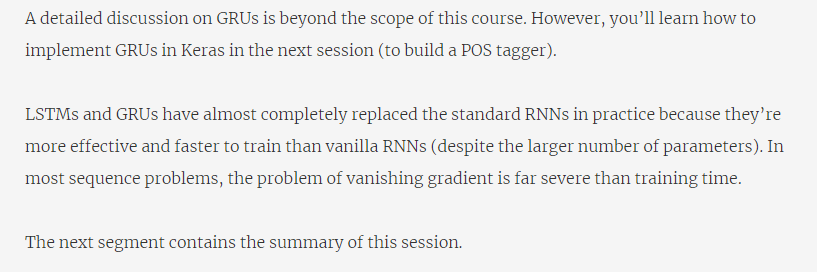 A detailed discussion on GRUs is beyond the scope of this course. However, you’ll learn how to
implement GRUs in Keras in the next session (to build a POS tagger).
LSTMs and GRUs have almost completely replaced the standard RNNs in practice because they’re
more effective and faster to train than vanilla RNNs (despite the larger number of parameters). In
most sequence problems, the problem of vanishing gradient is far severe than training time.
The next segment contains the summary of this session.